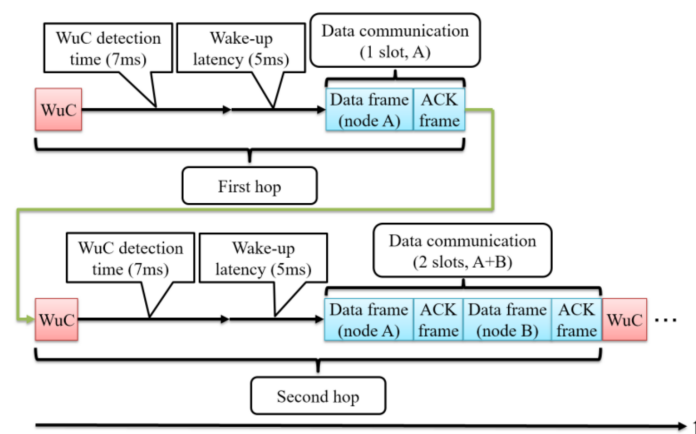 WuC detection
time (7ms)
Wake-up
latency (5ms)
Data communication
(1 slot, A)
WuC
Data frame
(node A)
ACK
frame
First hop
WuC detection
time (7ms)
Wake-up
latency (5ms)
Data communication
(2 slots, A+B)
WuC
Data frame
(node A)
ACK
frame
Data frame
(node B)
ACK
frame
WuC
...
Second hop